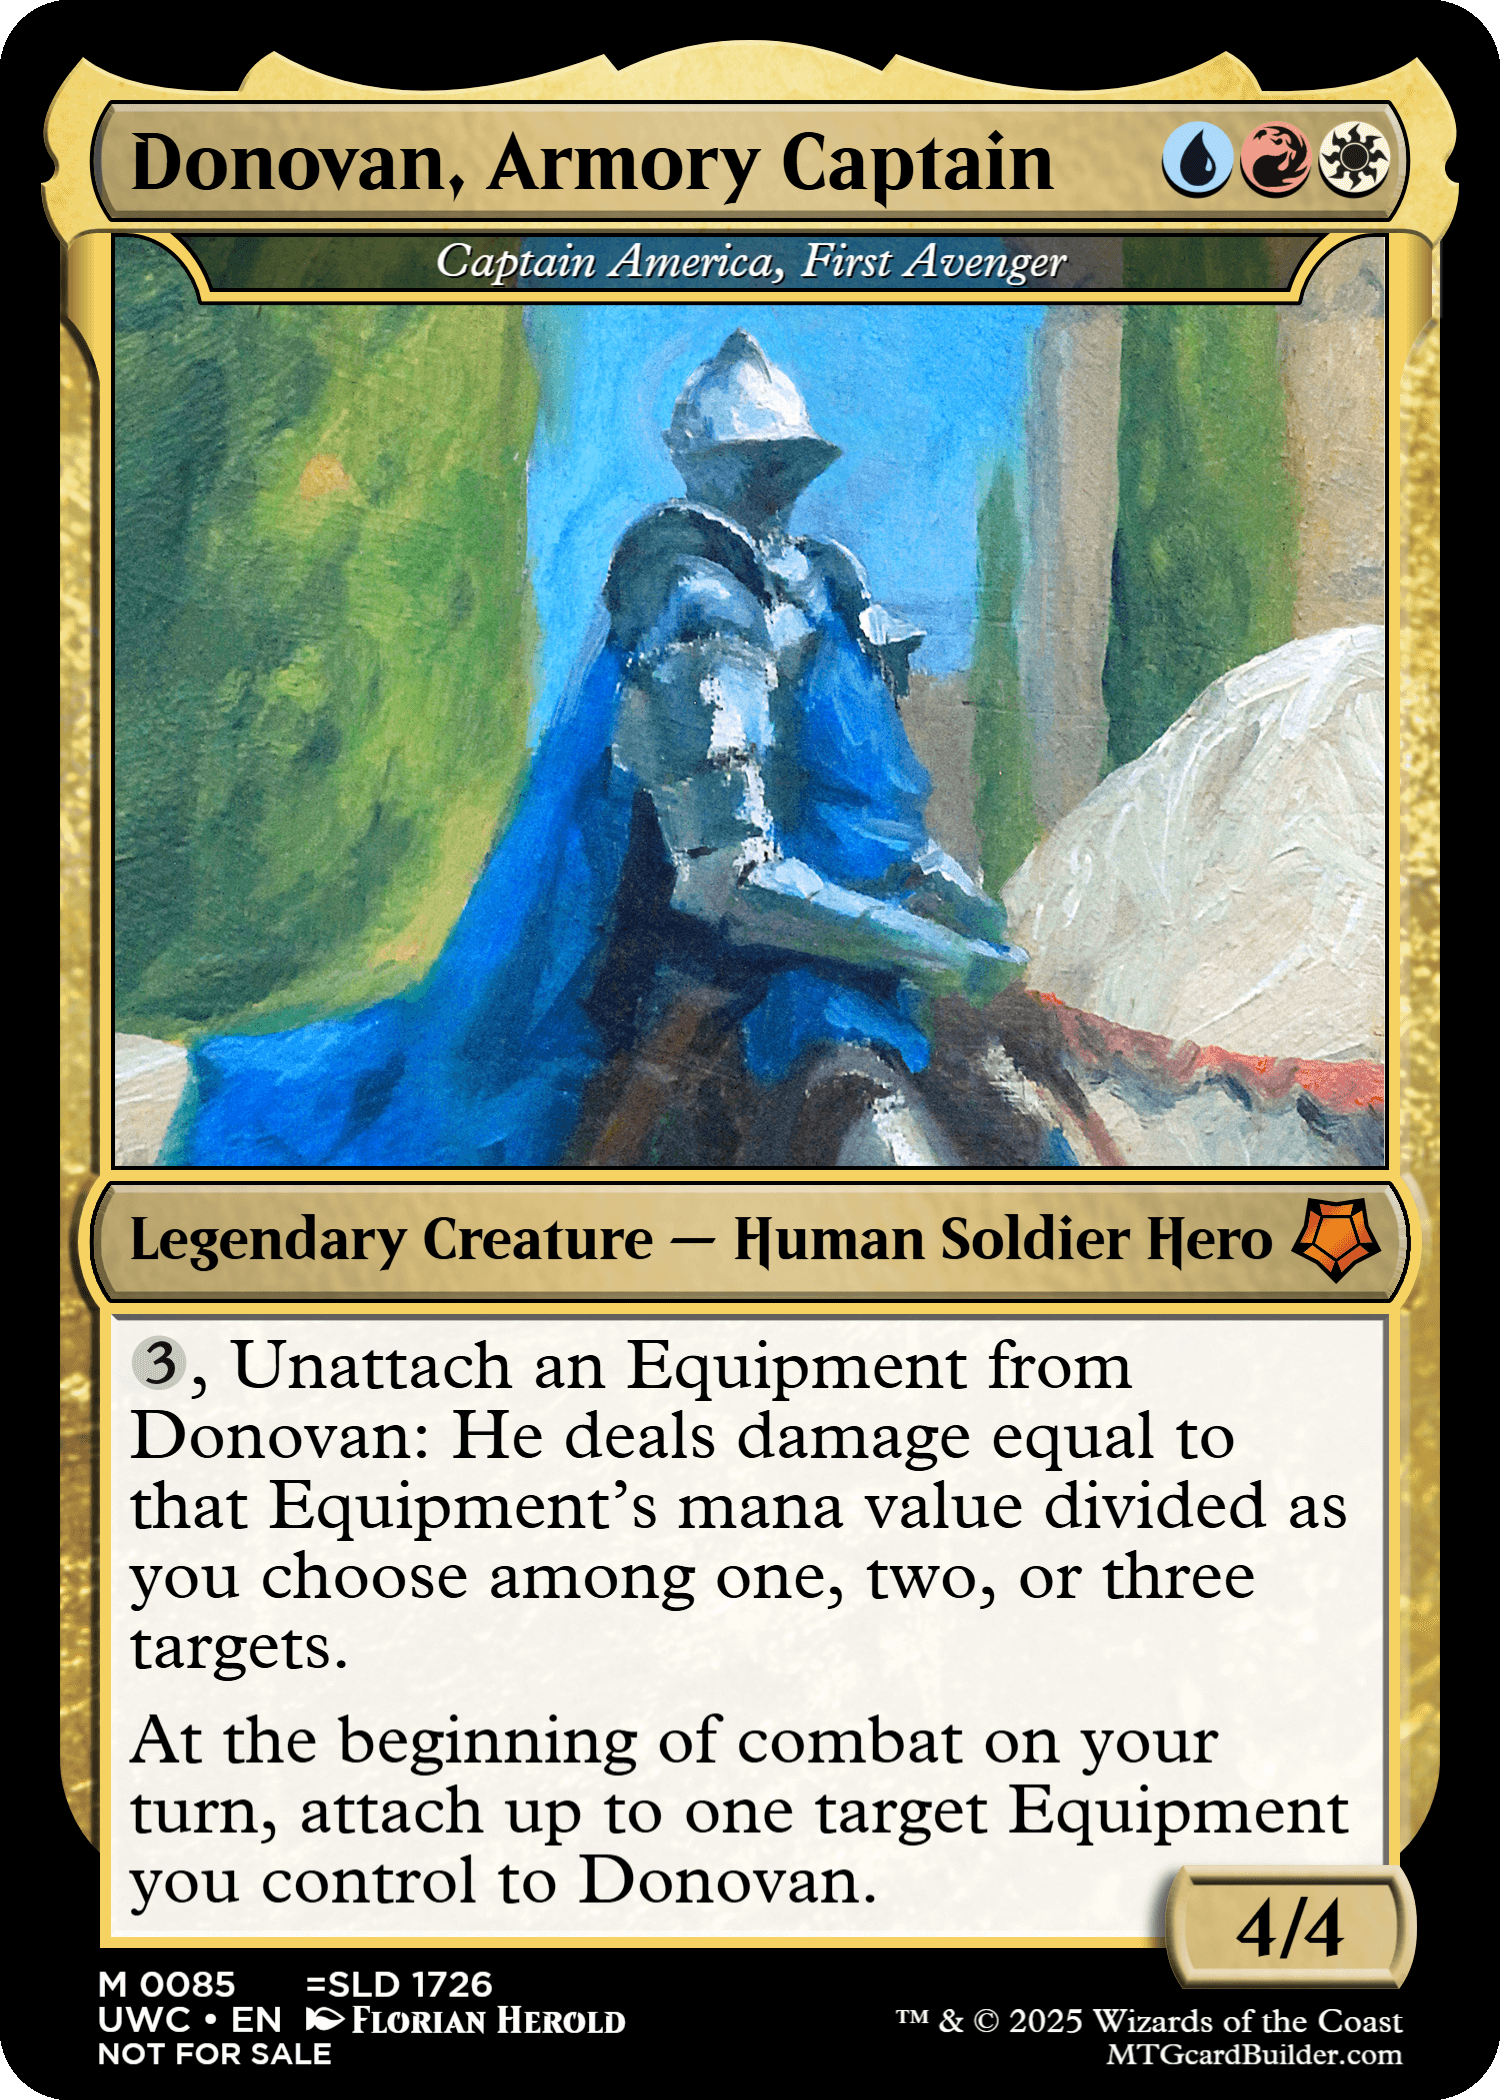 Donovan, Armory Captain
Captain America, First Avenger
Legendary Creature — Human Soldier Hero
3, Unattach an Equipment from
Donovan: He deals damage equal to
that Equipment’s mana value divided as
you choose among one, two, or three
targets.
At the beginning of combat on your
turn, attach up to one target Equipment
you control to Donovan.
4/4
M 0085 =SLD 1726
UWC • EN Florian Herold
NOT FOR SALE
™ & © 2025 Wizards of the Coast
MTGcardBuilder.com